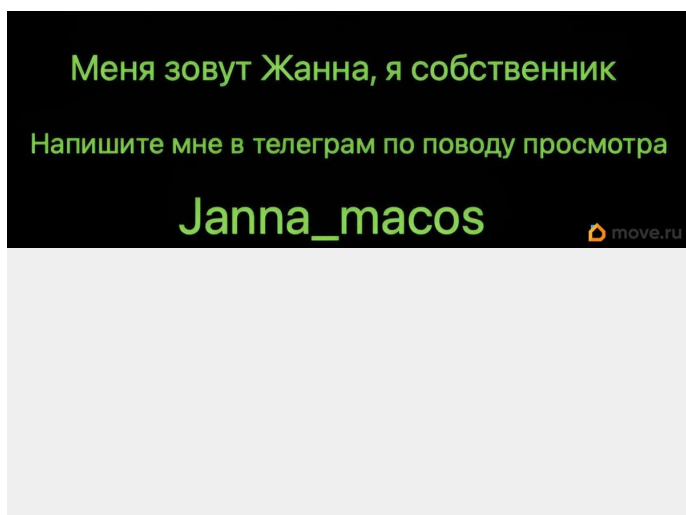 Меня зовут Жанна, я собственник
Напишите мне в телеграм по поводу просмотра
Janna_macos
move.ru